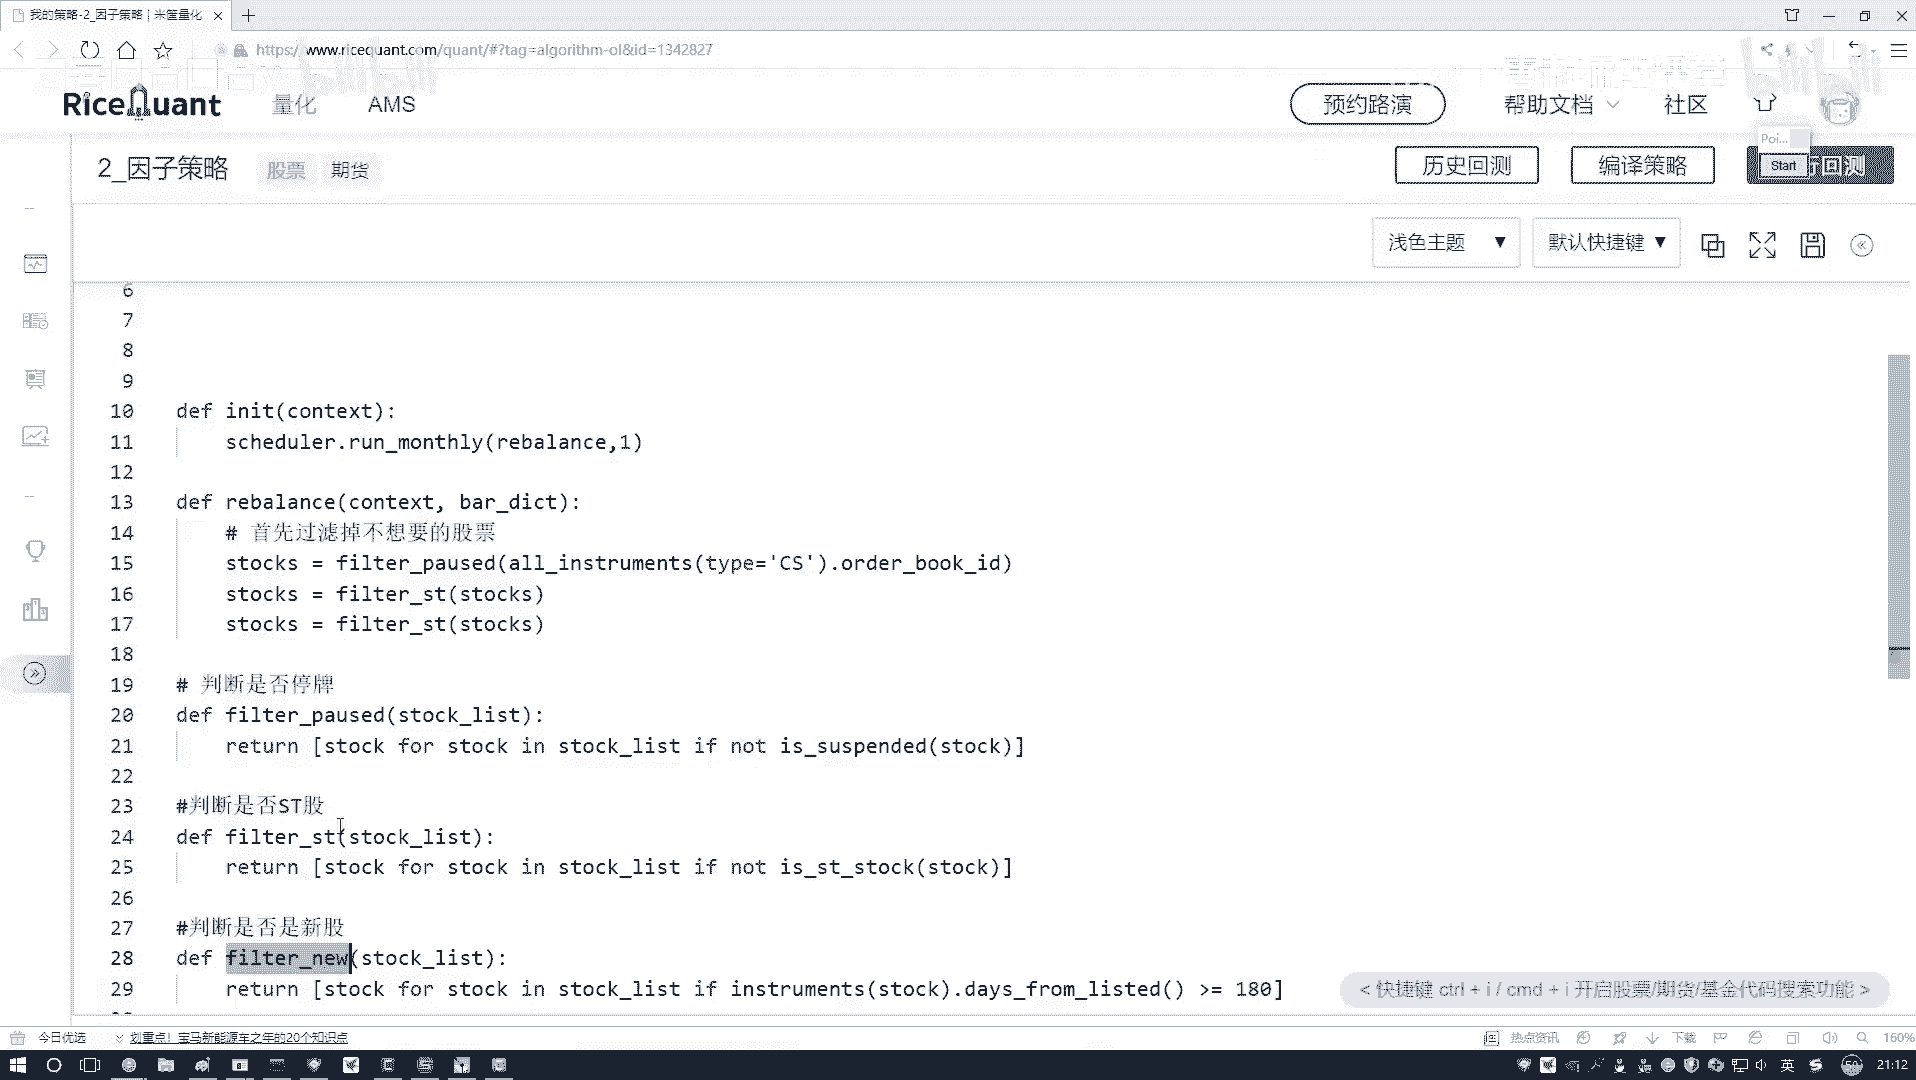 我的策略-2_因子策略 | 米筐量化
https://www.ricequant.com/quant/#?tag=algorithm-ol&id=1342827
RiceQuant 量化 AMS 预约路演 帮助文档 社区
Poi...
2_因子策略 股票 期货 历史回测 编译策略 Start 回测
浅色主题 ▼ 默认快捷键 ▼
6
7
8
9
10 def init(context):
11 scheduler.run_monthly(rebalance,1)
12
13 def rebalance(context, bar_dict):
14 # 首先过滤掉不想要的股票
15 stocks = filter_paused(all_instruments(type='CS').order_book_id)
16 stocks = filter_st(stocks)
17 stocks = filter_st(stocks)
18
19 # 判断是否停牌
20 def filter_paused(stock_list):
21 return [stock for stock in stock_list if not is_suspended(stock)]
22
23 #判断是否ST股
24 def filter_st(stock_list):
25 return [stock for stock in stock_list if not is_st_stock(stock)]
26
27 #判断是否是新股
28 def filter_new(stock_list):
29 return [stock for stock in stock_list if instruments(stock).days_from_listed() >= 180]
< 快捷键 ctrl + i / cmd + i 开启股票/期货/基金代码搜索功能 >
今日优选 划重点！宝马新能源车之年的20个知识点 热点资讯 下载 160%
英 21:12